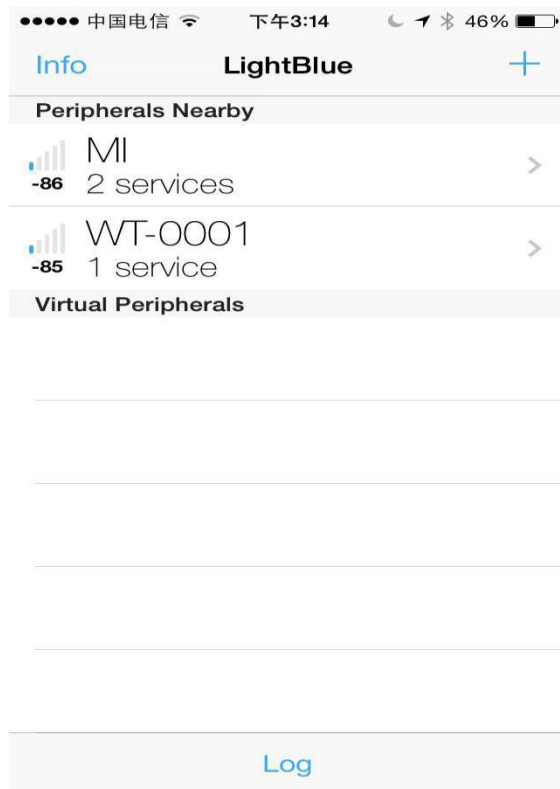 中国电信 下午3:14 46%
Info LightBlue +
Peripherals Nearby
MI
-86 2 services
WT-0001
-85 1 service
Virtual Peripherals
Log